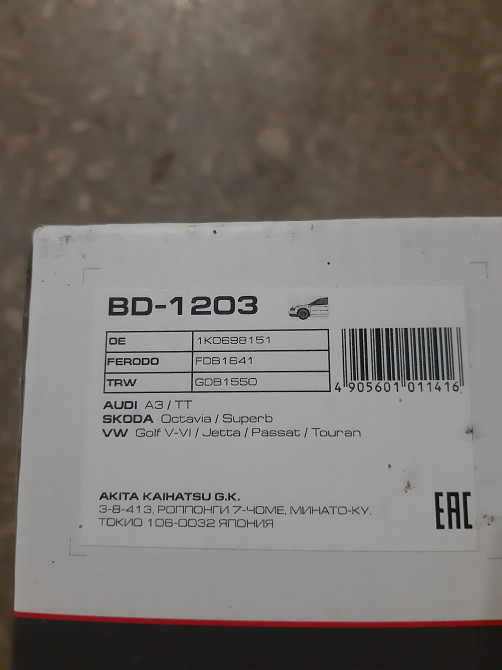 BD-1203
OE 1K0698151
FERODO FDB1641
TRW GDB1550
4 905601 011416
AUDI A3 / TT
SKODA Octavia / Superb
VW Golf V-VI / Jetta / Passat / Touran
AKITA KAIHATSU G.K.
3-8-413, РОППОНГИ 7-ЧОМЕ, МИНАТО-КУ,
ТОКИО 106-0032 ЯПОНИЯ
EAC